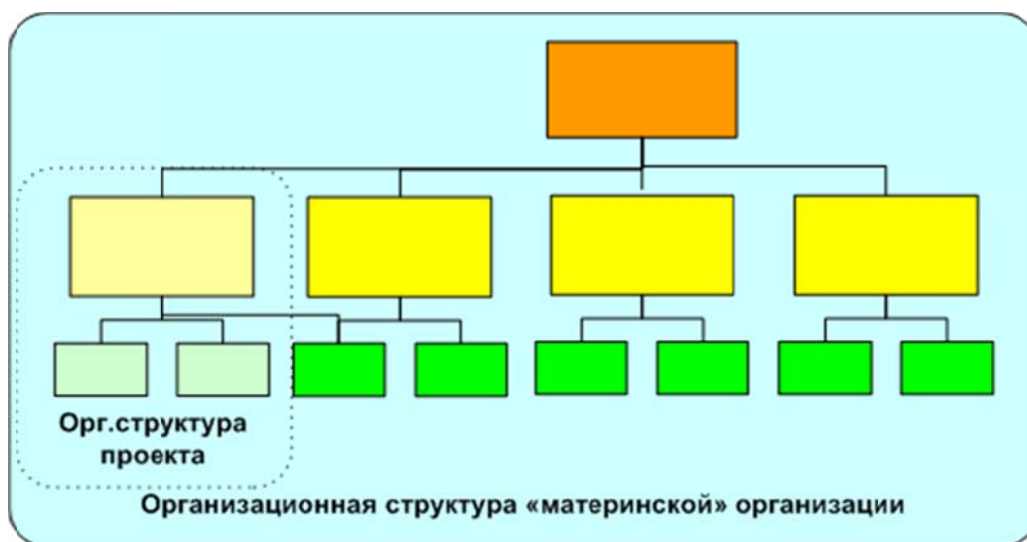 Орг.структура
проекта
Организационная структура «материнской» организации